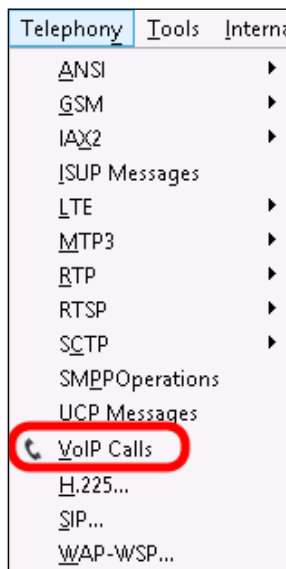 Telephony Tools Interna
ANSI
GSM
IAX2
ISUP Messages
LTE
MTP3
RTP
RTSP
SCTP
SMPPOperations
UCP Messages
VoIP Calls
H.225...
SIP...
WAP-WSP...